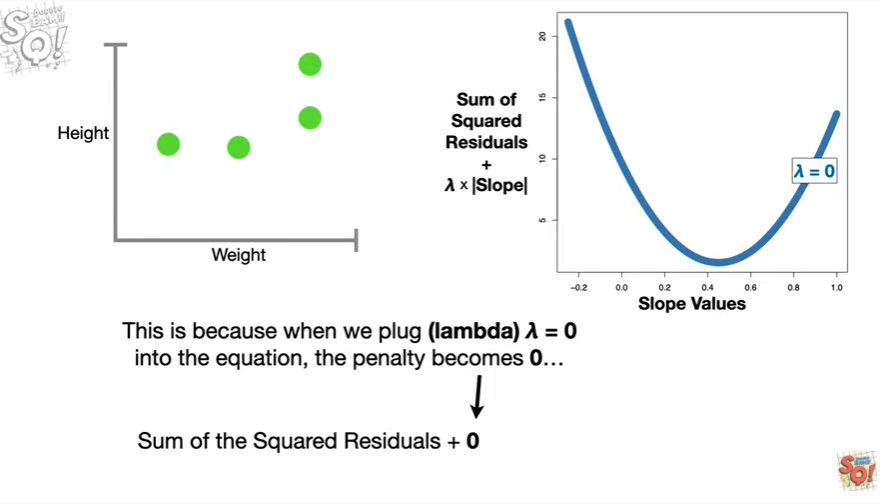 SQ!
Height
Weight
Sum of
Squared
Residuals
+
λ × |Slope|
20
15
10
5
λ = 0
-0.2
0.0
0.2
0.4
0.6
0.8
1.0
Slope Values
This is because when we plug (lambda) λ = 0
into the equation, the penalty becomes 0…
Sum of the Squared Residuals + 0
SQ!